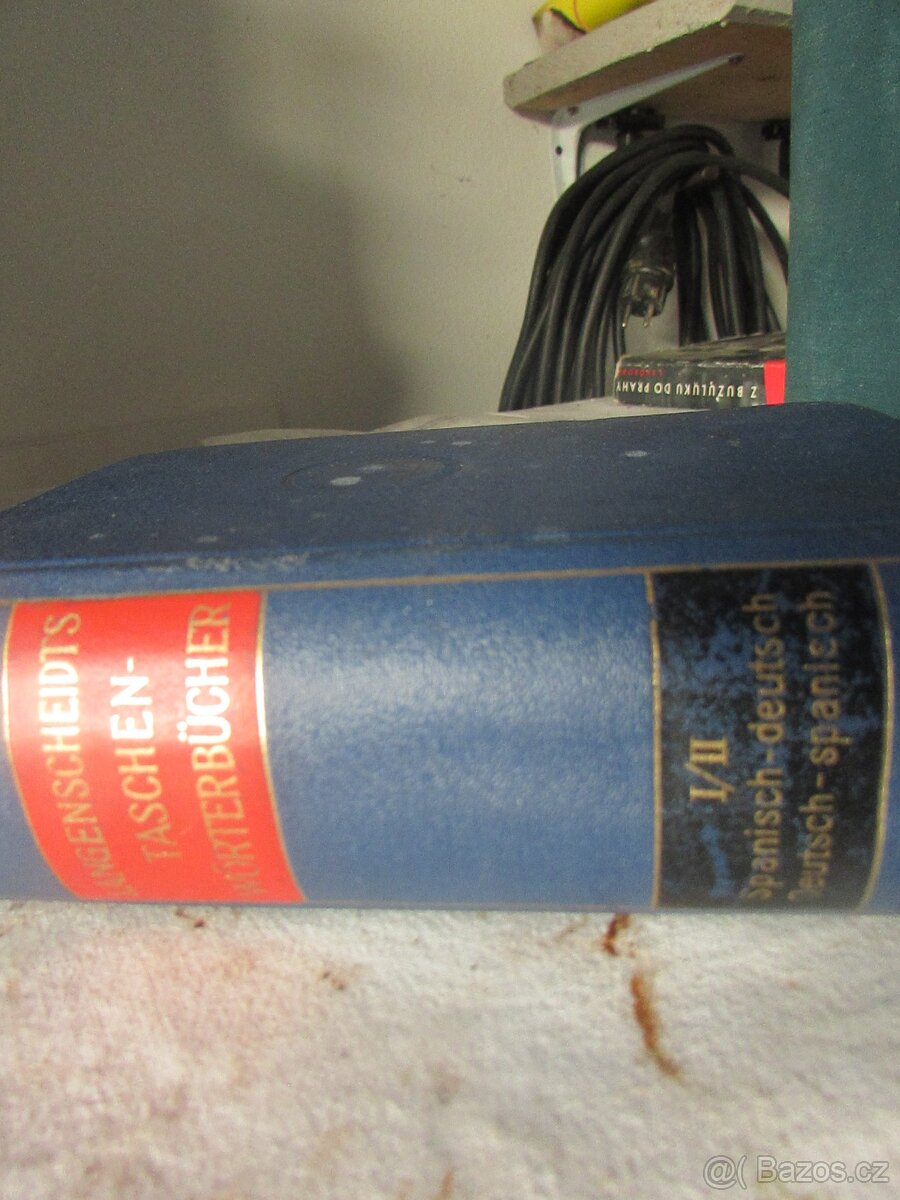 Z BUZULUKU DO PRAHY
LANGENSCHEIDTS
TASCHEN-
WÖRTERBÜCHER
I/II
Spanisch-deutsch
Deutsch-spanisch
@( Bazos.cz